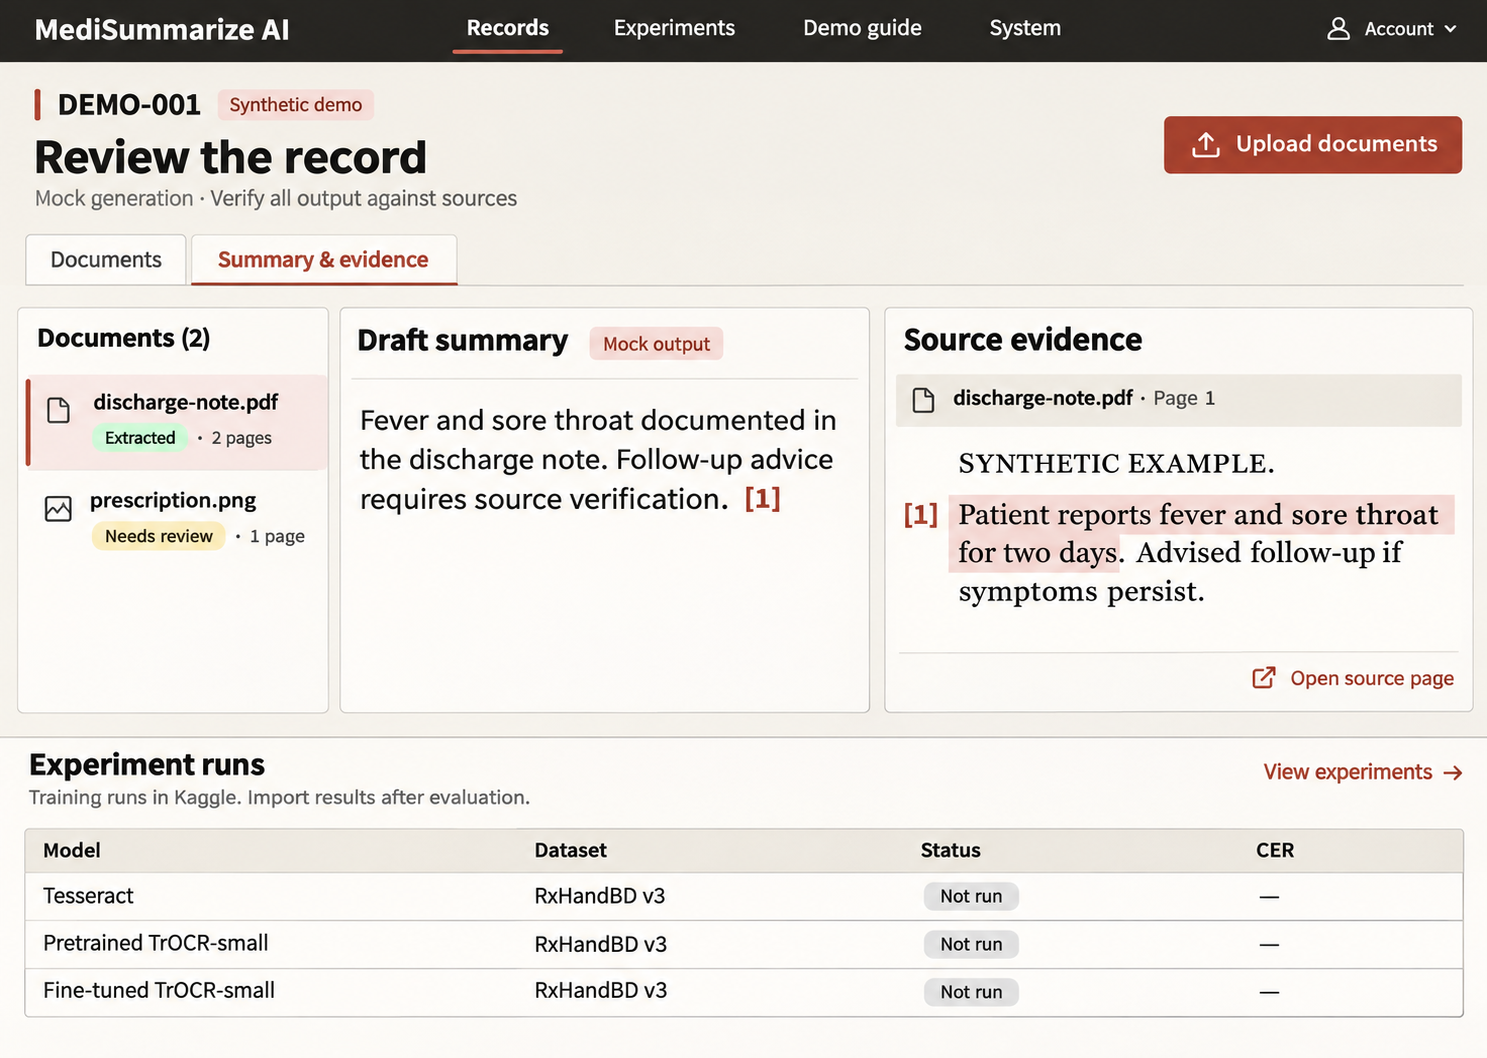 MediSummarize AI
Records
Experiments
Demo guide
System
Account
DEMO-001
Synthetic demo
Review the record
Mock generation · Verify all output against sources
Upload documents
Documents
Summary & evidence
Documents (2)
discharge-note.pdf
Extracted · 2 pages
prescription.png
Needs review · 1 page
Draft summary
Mock output
Fever and sore throat documented in
the discharge note. Follow-up advice
requires source verification. [1]
Source evidence
discharge-note.pdf · Page 1
SYNTHETIC EXAMPLE.
[1] Patient reports fever and sore throat
for two days. Advised follow-up if
symptoms persist.
Open source page
Experiment runs
Training runs in Kaggle. Import results after evaluation.
View experiments →
Model Dataset Status CER
Tesseract RxHandBD v3 Not run —
Pretrained TrOCR-small RxHandBD v3 Not run —
Fine-tuned TrOCR-small RxHandBD v3 Not run —